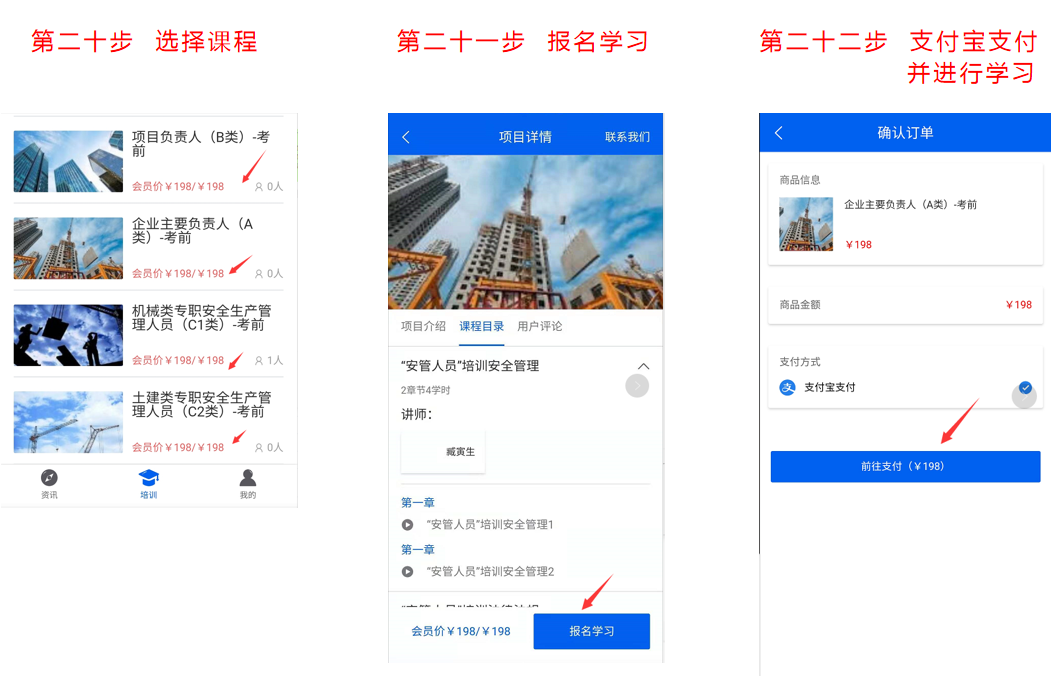 第二十步 选择课程
项目负责人（B类）-考
前
会员价￥198/￥198
0人
企业主要负责人（A
类）-考前
会员价￥198/￥198
0人
机械类专职安全生产管
理人员（C1类）-考前
会员价￥198/￥198
1人
土建类专职安全生产管
理人员（C2类）-考前
会员价￥198/￥198
0人
资讯
培训
我的
第二十一步 报名学习
项目详情
联系我们
项目介绍
课程目录
用户评论
“安管人员”培训安全管理
2章节4学时
讲师：
臧寅生
第一章
“安管人员”培训安全管理1
第一章
“安管人员”培训安全管理2
会员价￥198/￥198
报名学习
第二十二步 支付宝支付
并进行学习
确认订单
商品信息
企业主要负责人（A类）-考前
￥198
商品金额
￥198
支付方式
支 支付宝支付
前往支付（￥198）